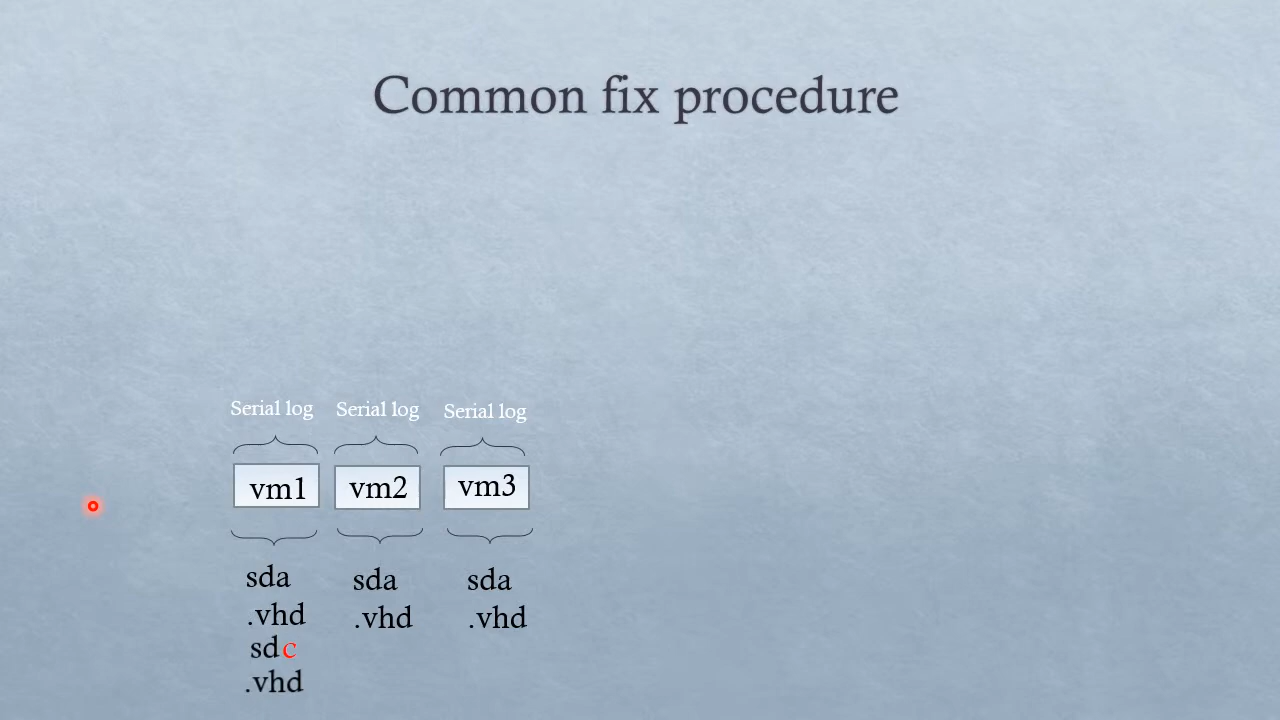 Common fix procedure
Serial log Serial log Serial log
vm1 vm2 vm3
sda sda sda
.vhd .vhd .vhd
sdc
.vhd